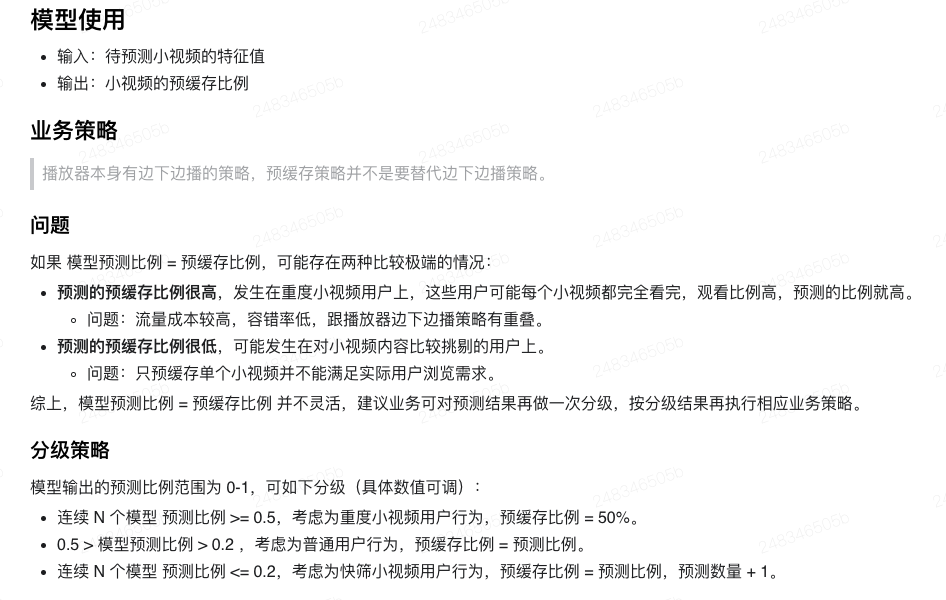 模型使用
输入：待预测小视频的特征值
输出：小视频的预缓存比例
业务策略
播放器本身有边下边播的策略，预缓存策略并不是要替代边下边播策略。
问题
如果 模型预测比例 = 预缓存比例，可能存在两种比较极端的情况：
预测的预缓存比例很高，发生在重度小视频用户上，这些用户可能每个小视频都完全看完，观看比例高，预测的比例就高。
问题：流量成本较高，容错率低，跟播放器边下边播策略有重叠。
预测的预缓存比例很低，可能发生在对小视频内容比较挑剔的用户上。
问题：只预缓存单个小视频并不能满足实际用户浏览需求。
综上，模型预测比例 = 预缓存比例 并不灵活，建议业务可对预测结果再做一次分级，按分级结果再执行相应业务策略。
分级策略
模型输出的预测比例范围为 0-1，可如下分级（具体数值可调）：
连续 N 个模型 预测比例 >= 0.5，考虑为重度小视频用户行为，预缓存比例 = 50%。
0.5 > 模型预测比例 > 0.2 ，考虑为普通用户行为，预缓存比例 = 预测比例。
连续 N 个模型 预测比例 <= 0.2，考虑为快筛小视频用户行为，预缓存比例 = 预测比例，预测数量 + 1。